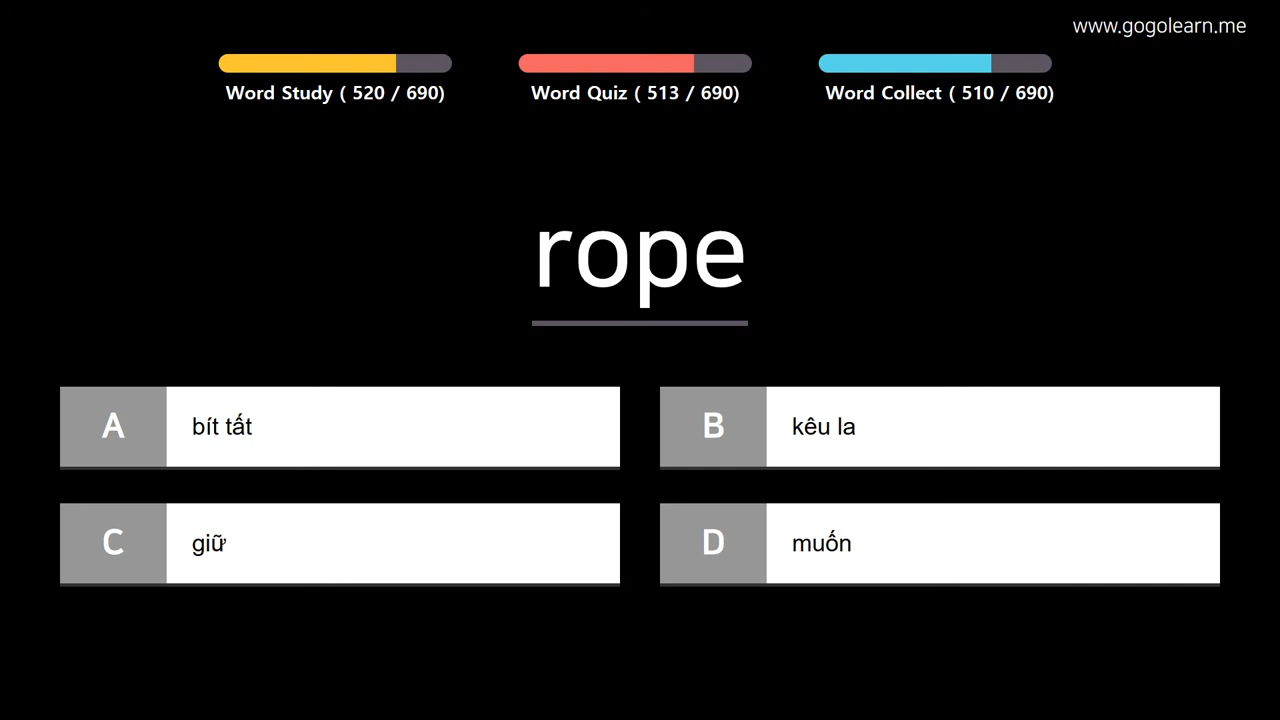 www.gogolearn.me
Word Study ( 520 / 690)
Word Quiz ( 513 / 690)
Word Collect ( 510 / 690)
rope
A bít tất
B kêu la
C giữ
D muốn